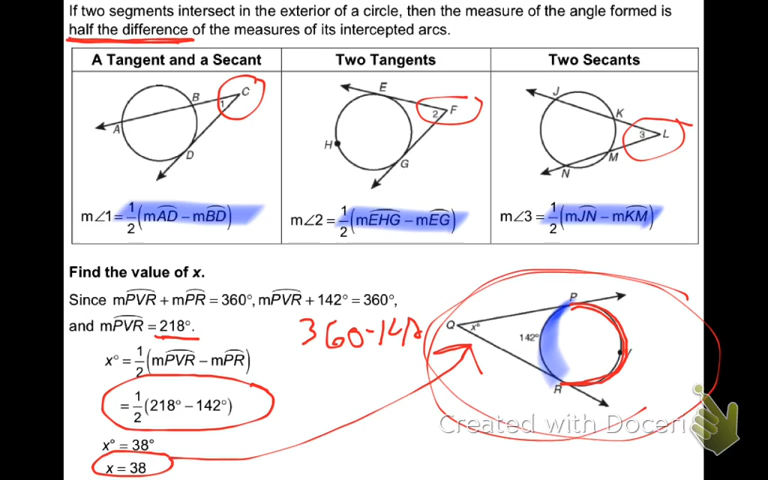 If two segments intersect in the exterior of a circle, then the measure of the angle formed is
half the difference of the measures of its intercepted arcs.
A Tangent and a Secant
Two Tangents
Two Secants
A
B
1
C
D
E
2
F
H
G
J
K
3
L
M
N
m∠1 = 1/2 (mAD − mBD)
m∠2 = 1/2 (mEHG − mEG)
m∠3 = 1/2 (mJN − mKM)
Find the value of x.
Since mPVR + mPR = 360°, mPVR + 142° = 360°,
and mPVR = 218°.
x° = 1/2 (mPVR − mPR)
= 1/2 (218° − 142°)
x° = 38°
x = 38
360-142
Q
x°
142°
P
R
V
Created with Doceri